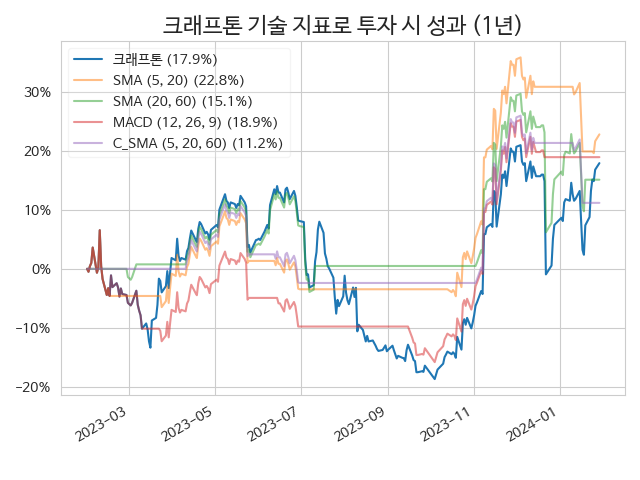 크래프톤 기술 지표로 투자 시 성과 (1년)
크래프톤 (17.9%)
SMA (5, 20) (22.8%)
SMA (20, 60) (15.1%)
MACD (12, 26, 9) (18.9%)
C_SMA (5, 20, 60) (11.2%)
30%
20%
10%
0%
−10%
−20%
2023-03
2023-05
2023-07
2023-09
2023-11
2024-01